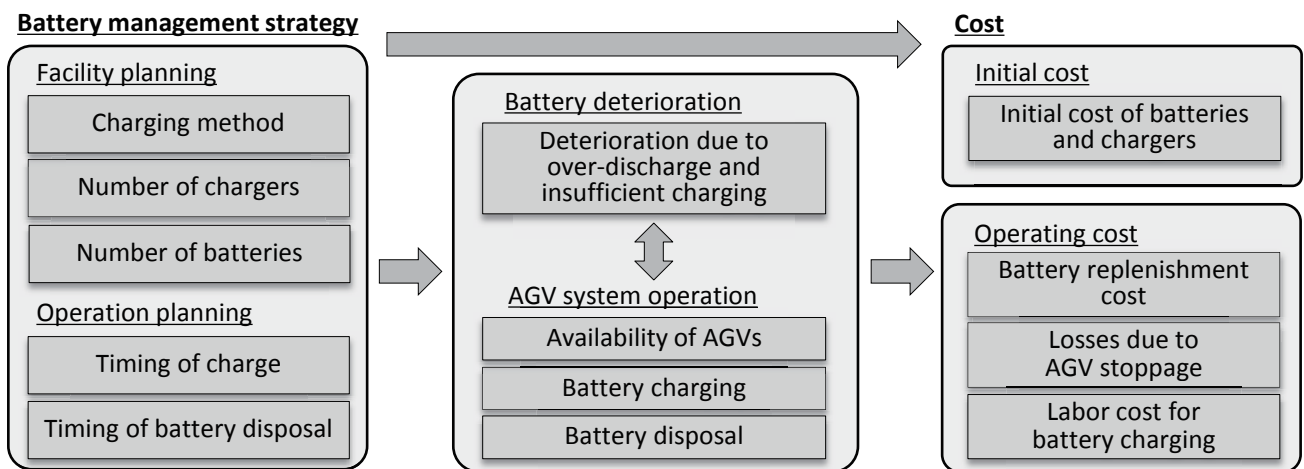 Battery management strategy
Facility planning
Charging method
Number of chargers
Number of batteries
Operation planning
Timing of charge
Timing of battery disposal
Battery deterioration
Deterioration due to
over-discharge and
insufficient charging
AGV system operation
Availability of AGVs
Battery charging
Battery disposal
Cost
Initial cost
Initial cost of batteries
and chargers
Operating cost
Battery replenishment
cost
Losses due to
AGV stoppage
Labor cost for
battery charging